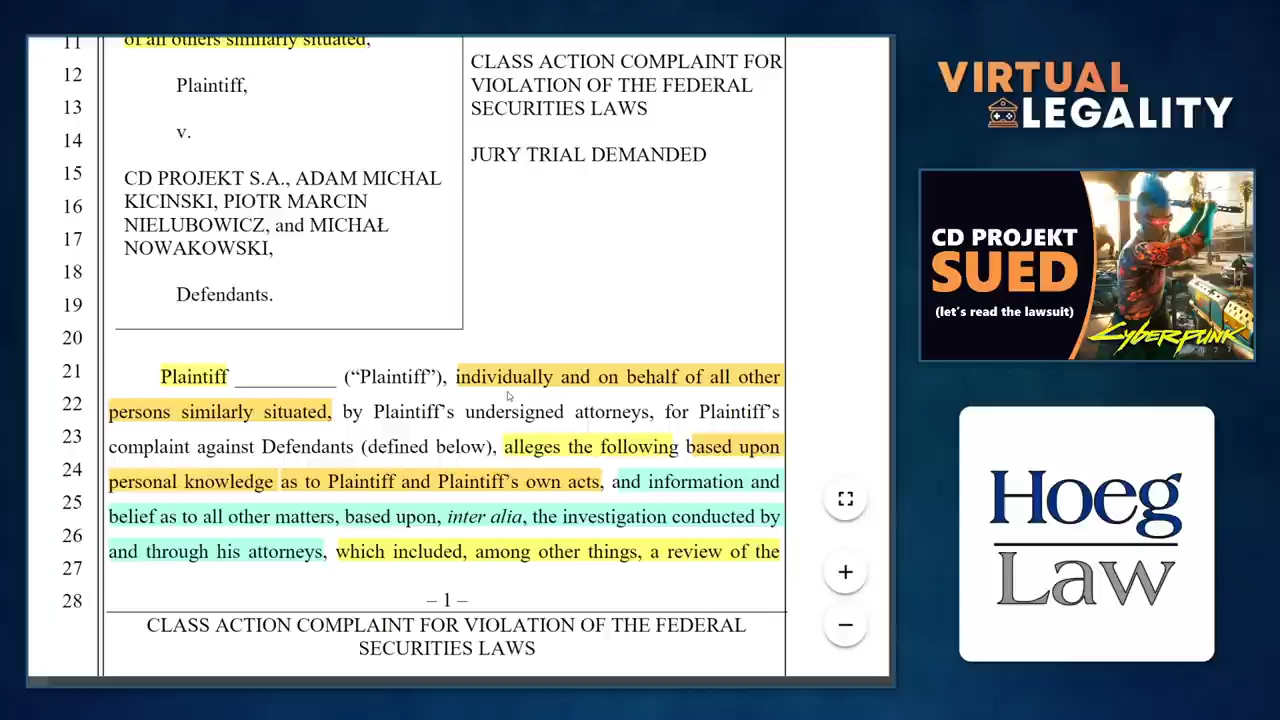 11
of all others similarly situated,
12
CLASS ACTION COMPLAINT FOR
VIOLATION OF THE FEDERAL
SECURITIES LAWS
Plaintiff,
13
v.
14
JURY TRIAL DEMANDED
15
CD PROJEKT S.A., ADAM MICHAL
16
KICINSKI, PIOTR MARCIN
17
NIELUBOWICZ, and MICHAŁ
NOWAKOWSKI,
18
19
Defendants.
20
21
Plaintiff __________ (“Plaintiff”), individually and on behalf of all other
22
persons similarly situated, by Plaintiff’s undersigned attorneys, for Plaintiff’s
23
complaint against Defendants (defined below), alleges the following based upon
24
personal knowledge as to Plaintiff and Plaintiff’s own acts, and information and
25
belief as to all other matters, based upon, inter alia, the investigation conducted by
26
and through his attorneys, which included, among other things, a review of the
27
28
– 1 –
CLASS ACTION COMPLAINT FOR VIOLATION OF THE FEDERAL
SECURITIES LAWS
VIRTUAL
LEGALITY
CD PROJEKT
SUED
(let’s read the lawsuit)
Cyberpunk
2077
Hoeg
Law